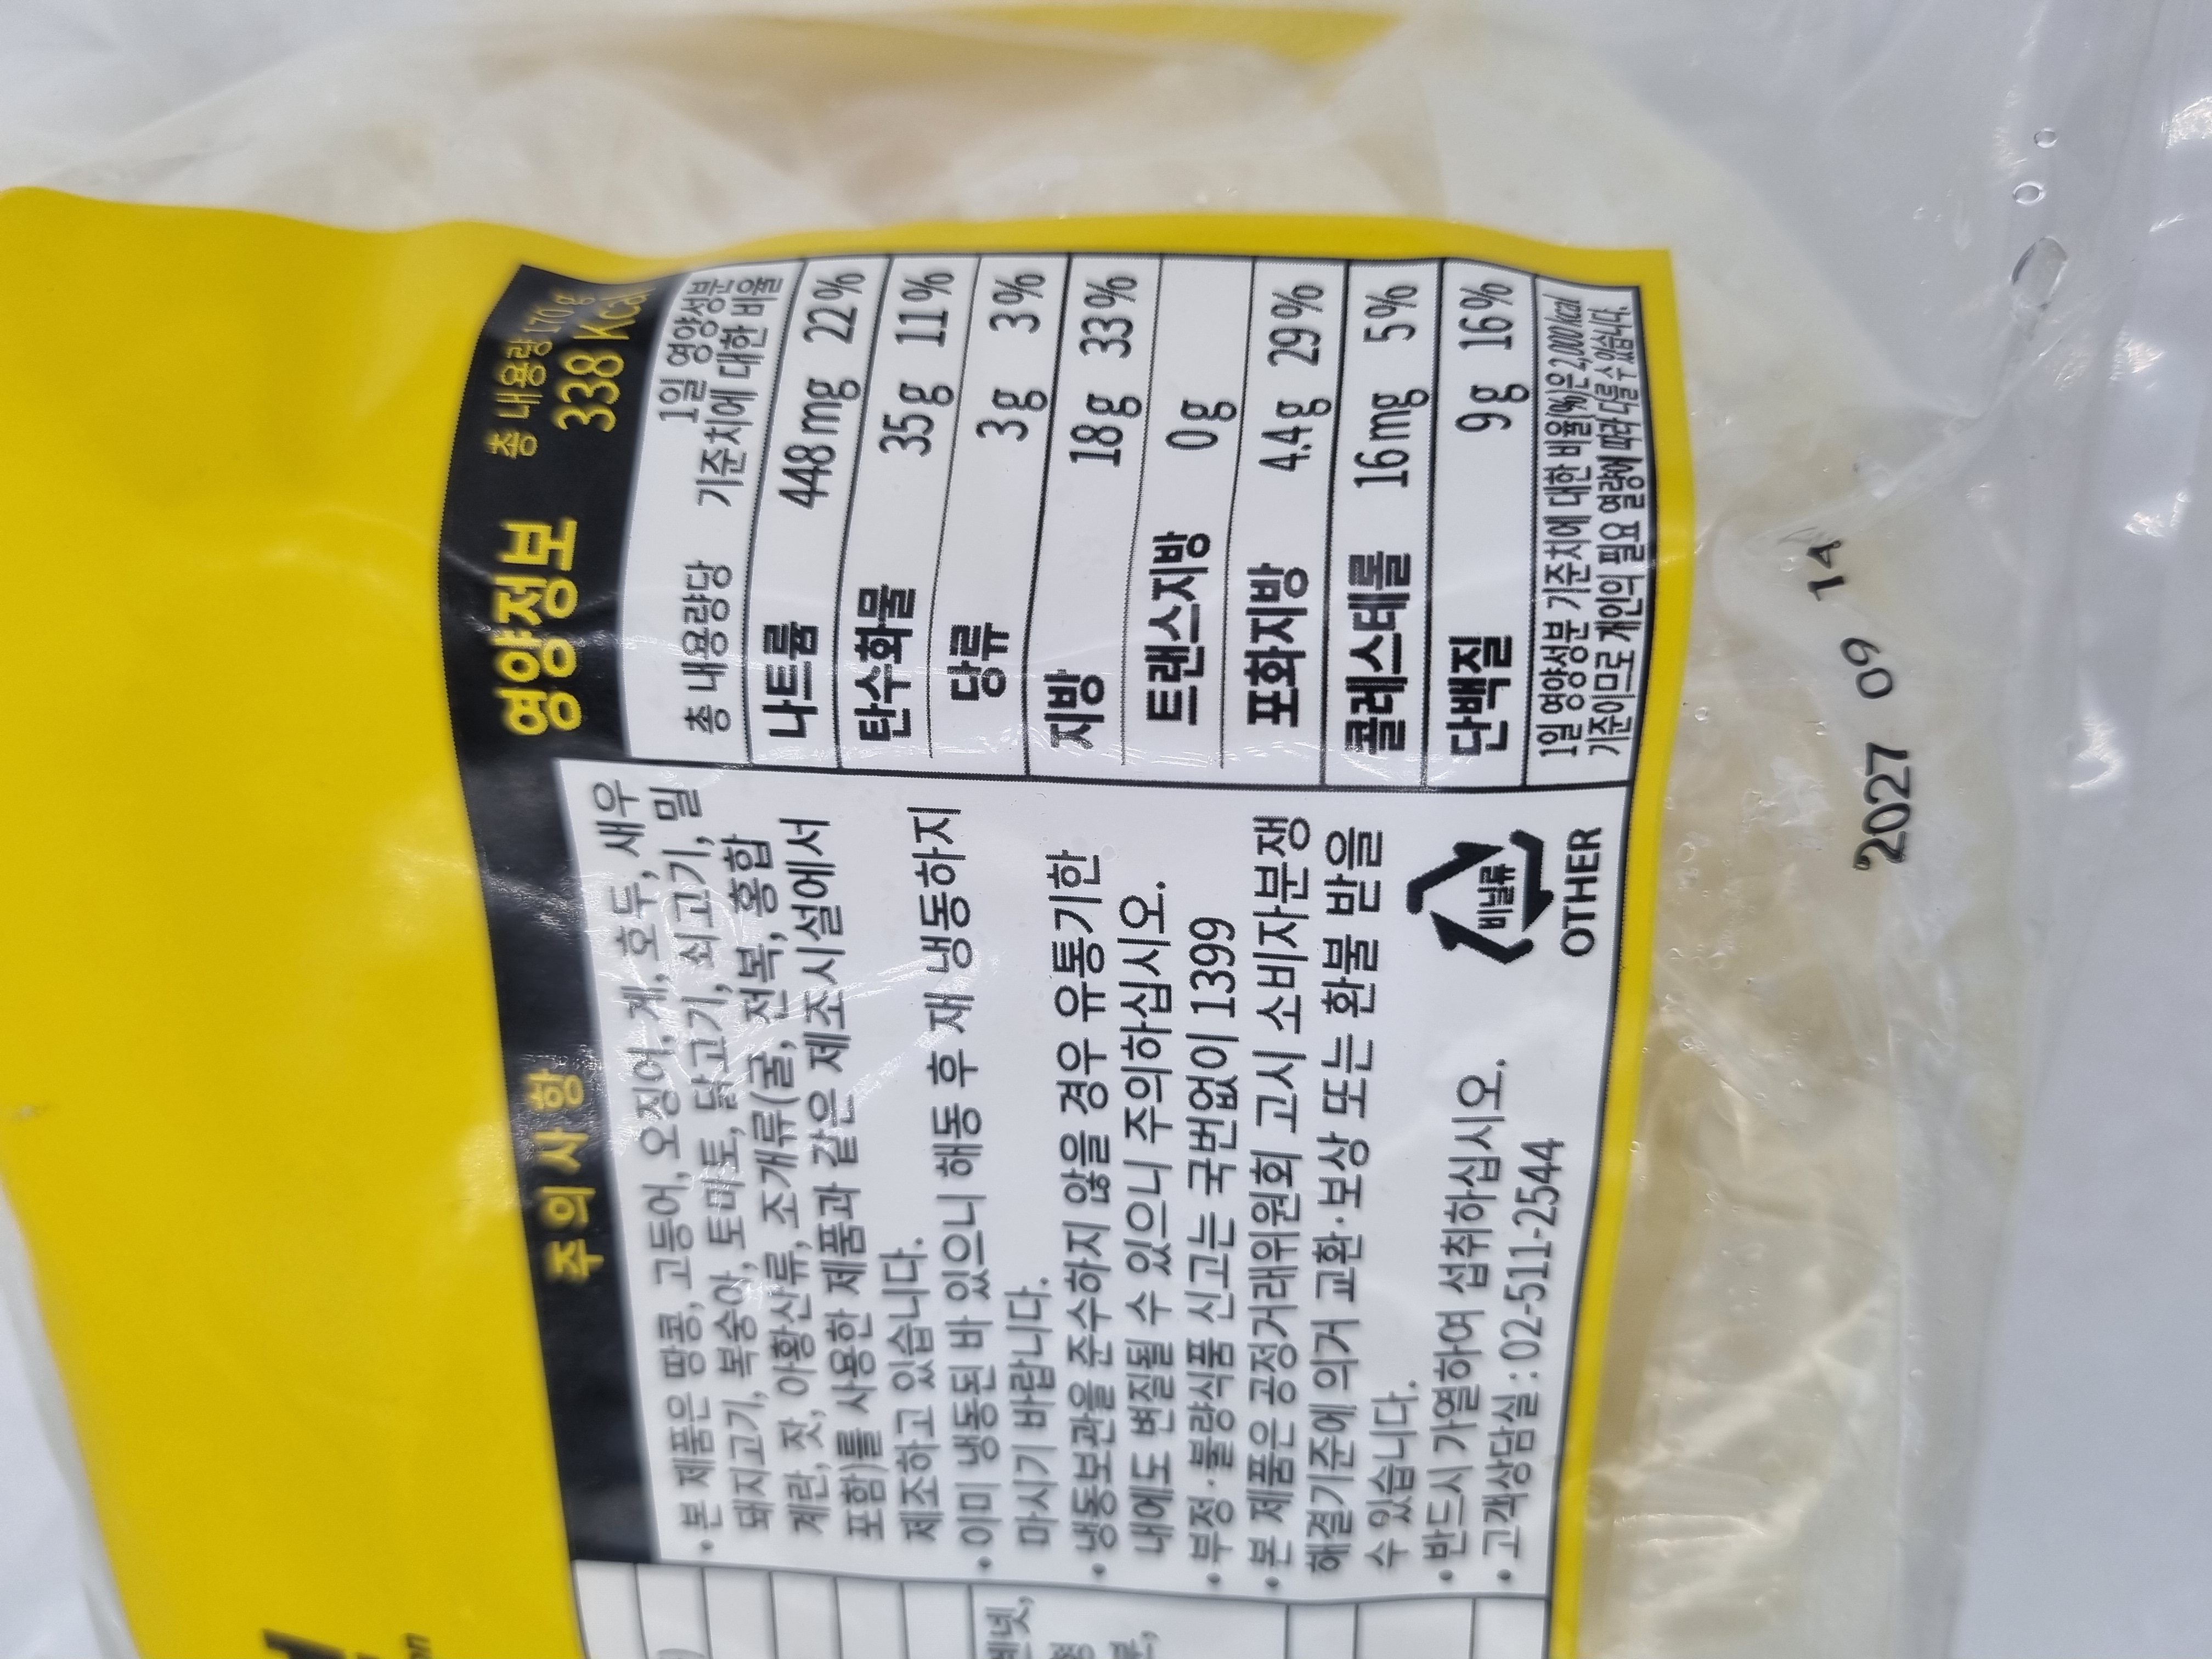 영양정보
총 내용량 170g
338 Kcal
총 내용량당
1일 영양성분
기준치에 대한 비율
나트륨 448mg 22%
탄수화물 35g 11%
당류 3g 3%
지방 18g 33%
트랜스지방 0g
포화지방 4.4g 29%
콜레스테롤 16mg 5%
단백질 9g 16%
1일 영양성분 기준치에 대한 비율(%)은 2,000kcal
기준이므로 개인의 필요 열량에 따라 다를 수 있습니다.
주의사항
• 본 제품은 땅콩, 고등어, 오징어, 게, 호두, 새우
돼지고기, 복숭아, 토마토, 닭고기, 쇠고기, 밀
계란, 잣, 아황산류, 조개류(굴, 전복, 홍합
포함)를 사용한 제품과 같은 제조시설에서
제조하고 있습니다.
• 이미 냉동된 바 있으니 해동 후 재 냉동하지
마시기 바랍니다.
• 냉동보관을 준수하지 않을 경우 유통기한
내에도 변질될 수 있으니 주의하십시오.
• 부정·불량식품 신고는 국번없이 1399
• 본 제품은 공정거래위원회 고시 소비자분쟁
해결기준에 의거 교환·보상 또는 환불 받을
수 있습니다.
• 반드시 가열하여 섭취하십시오.
• 고객상담실 : 02-511-2544
비닐류
OTHER
2027 09 14